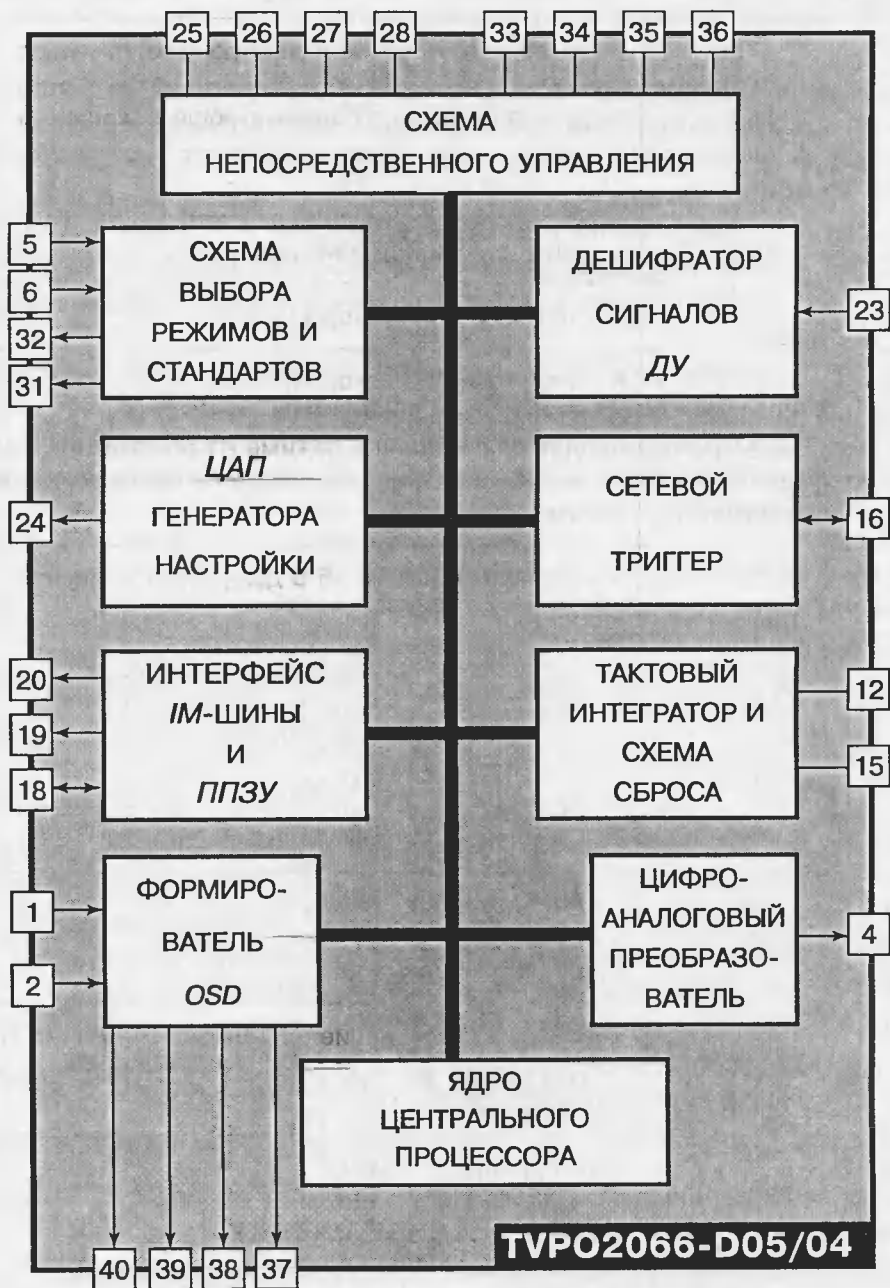 25 26 27 28 33 34 35 36
СХЕМА
НЕПОСРЕДСТВЕННОГО УПРАВЛЕНИЯ
5
6
32
31
СХЕМА
ВЫБОРА
РЕЖИМОВ И
СТАНДАРТОВ
ДЕШИФРАТОР
СИГНАЛОВ
ДУ
23
24
ЦАП
ГЕНЕРАТОРА
НАСТРОЙКИ
СЕТЕВОЙ
ТРИГГЕР
16
20
19
18
ИНТЕРФЕЙС
IM-ШИНЫ
И
ППЗУ
ТАКТОВЫЙ
ИНТЕГРАТОР И
СХЕМА
СБРОСА
12
15
1
2
ФОРМИРО-
ВАТЕЛЬ
OSD
ЦИФРО-
АНАЛОГОВЫЙ
ПРЕОБРАЗО-
ВАТЕЛЬ
4
ЯДРО
ЦЕНТРАЛЬНОГО
ПРОЦЕССОРА
40 39 38 37
TVPO2066-D05/04